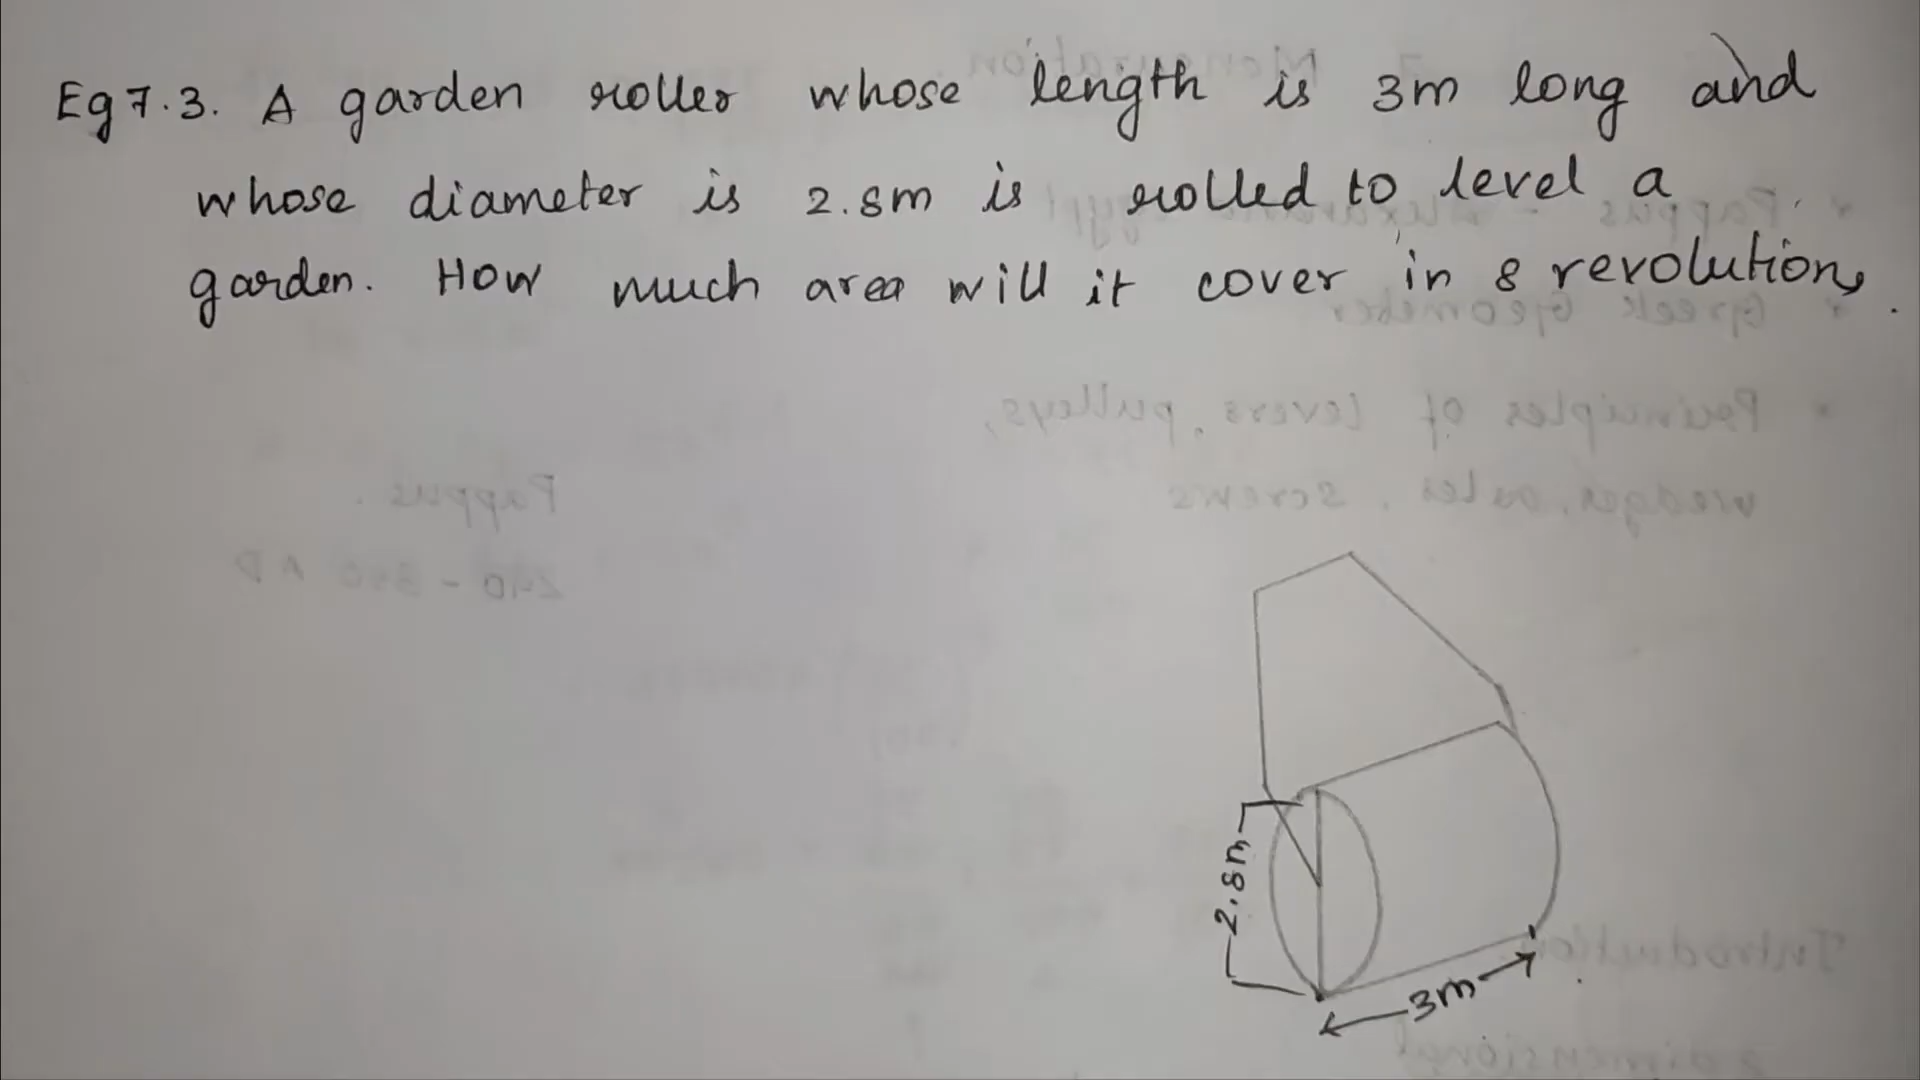 Eg 7.3. A garden roller whose length is 3m long and
whose diameter is 2.8m is rolled to level a
garden. How much area will it cover in 8 revolutions.
2.8m
3m